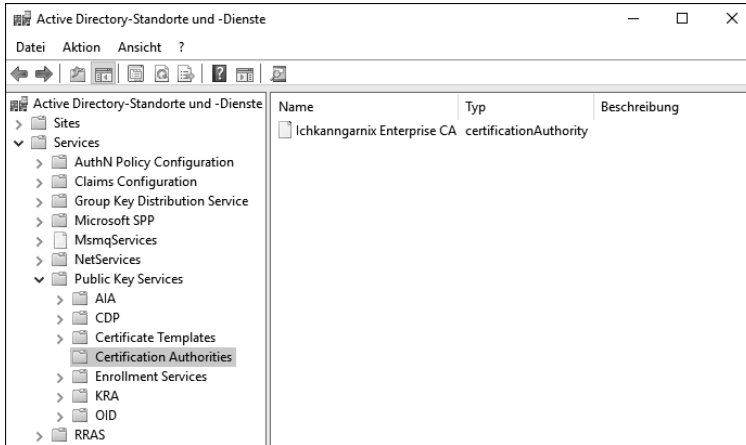 Active Directory-Standorte und -Dienste
Datei Aktion Ansicht ?
Active Directory-Standorte und -Dienste
Sites
Services
AuthN Policy Configuration
Claims Configuration
Group Key Distribution Service
Microsoft SPP
MsmqServices
NetServices
Public Key Services
AIA
CDP
Certificate Templates
Certification Authorities
Enrollment Services
KRA
OID
RRAS
Name Typ Beschreibung
Ichkanngarnix Enterprise CA certificationAuthority